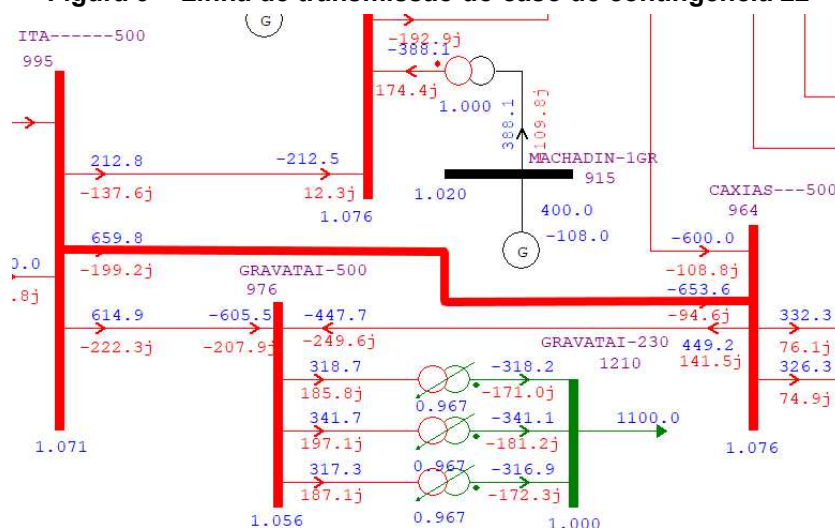 Figura 9 – Linha de transmissão do caso de contingência 22
ITA------500
995
G
-192.9j
-388.1
174.4j
1.000
388.1
109.8j
212.8
-137.6j
-212.5
12.3j
1.076
MACHADIN-1GR
915
1.020
400.0
-108.0
G
CAXIAS---500
964
659.8
-199.2j
-600.0
-108.8j
-653.6
-94.6j
0.0
.8j
GRAVATAI-500
976
614.9
-222.3j
-605.5
-207.9j
-447.7
-249.6j
449.2
141.5j
332.3
76.1j
326.3
74.9j
1.076
GRAVATAI-230
1210
318.7
185.8j
0.967
-318.2
-171.0j
341.7
197.1j
0.967
-341.1
-181.2j
1100.0
317.3
187.1j
0.967
-316.9
-172.3j
1.071
1.056
1.000